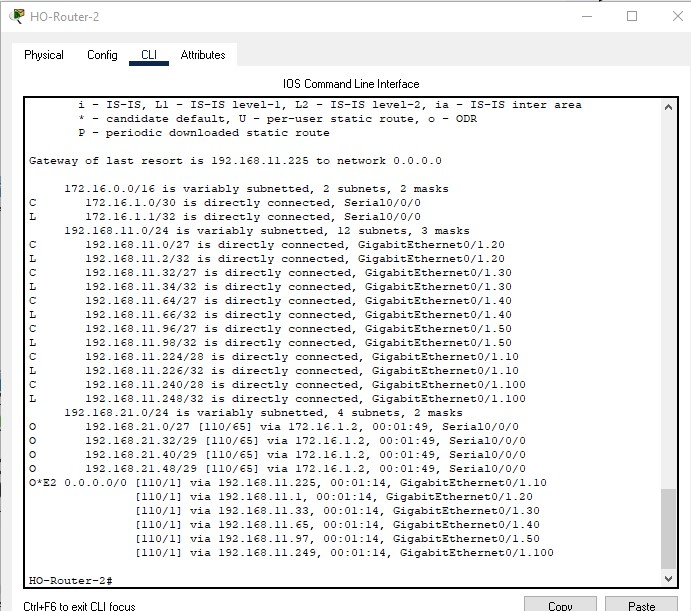 HO-Router-2
Physical Config CLI Attributes
IOS Command Line Interface
i - IS-IS, L1 - IS-IS level-1, L2 - IS-IS level-2, ia - IS-IS inter area
* - candidate default, U - per-user static route, o - ODR
P - periodic downloaded static route
Gateway of last resort is 192.168.11.225 to network 0.0.0.0
172.16.0.0/16 is variably subnetted, 2 subnets, 2 masks
C 172.16.1.0/30 is directly connected, Serial0/0/0
L 172.16.1.1/32 is directly connected, Serial0/0/0
192.168.11.0/24 is variably subnetted, 12 subnets, 3 masks
C 192.168.11.0/27 is directly connected, GigabitEthernet0/1.20
L 192.168.11.2/32 is directly connected, GigabitEthernet0/1.20
C 192.168.11.32/27 is directly connected, GigabitEthernet0/1.30
L 192.168.11.34/32 is directly connected, GigabitEthernet0/1.30
C 192.168.11.64/27 is directly connected, GigabitEthernet0/1.40
L 192.168.11.66/32 is directly connected, GigabitEthernet0/1.40
C 192.168.11.96/27 is directly connected, GigabitEthernet0/1.50
L 192.168.11.98/32 is directly connected, GigabitEthernet0/1.50
C 192.168.11.224/28 is directly connected, GigabitEthernet0/1.10
L 192.168.11.226/32 is directly connected, GigabitEthernet0/1.10
C 192.168.11.240/28 is directly connected, GigabitEthernet0/1.100
L 192.168.11.248/32 is directly connected, GigabitEthernet0/1.100
192.168.21.0/24 is variably subnetted, 4 subnets, 2 masks
O 192.168.21.0/27 [110/65] via 172.16.1.2, 00:01:49, Serial0/0/0
O 192.168.21.32/29 [110/65] via 172.16.1.2, 00:01:49, Serial0/0/0
O 192.168.21.40/29 [110/65] via 172.16.1.2, 00:01:49, Serial0/0/0
O 192.168.21.48/29 [110/65] via 172.16.1.2, 00:01:49, Serial0/0/0
O*E2 0.0.0.0/0 [110/1] via 192.168.11.225, 00:01:14, GigabitEthernet0/1.10
[110/1] via 192.168.11.1, 00:01:14, GigabitEthernet0/1.20
[110/1] via 192.168.11.33, 00:01:14, GigabitEthernet0/1.30
[110/1] via 192.168.11.65, 00:01:14, GigabitEthernet0/1.40
[110/1] via 192.168.11.97, 00:01:14, GigabitEthernet0/1.50
[110/1] via 192.168.11.249, 00:01:14, GigabitEthernet0/1.100
HO-Router-2#
Ctrl+F6 to exit CLI focus Copy Paste